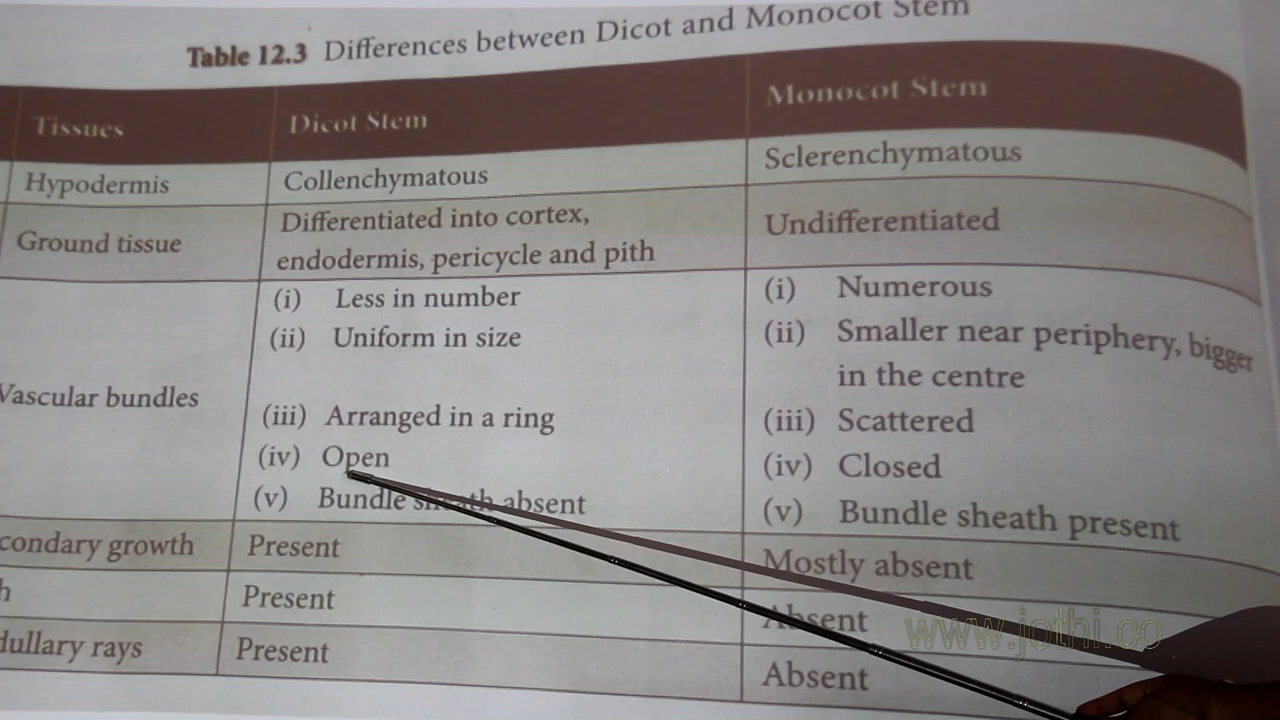 Table 12.3 Differences between Dicot and Monocot Stem
Tissues Dicot Stem Monocot Stem
Hypodermis Collenchymatous Sclerenchymatous
Ground tissue Differentiated into cortex, endodermis, pericycle and pith Undifferentiated
Vascular bundles
(i) Less in number
(ii) Uniform in size
(iii) Arranged in a ring
(iv) Open
(v) Bundle sheath absent
(i) Numerous
(ii) Smaller near periphery, bigger
in the centre
(iii) Scattered
(iv) Closed
(v) Bundle sheath present
condary growth Present Mostly absent
h Present Absent
dullary rays Present Absent
www.jothi.co